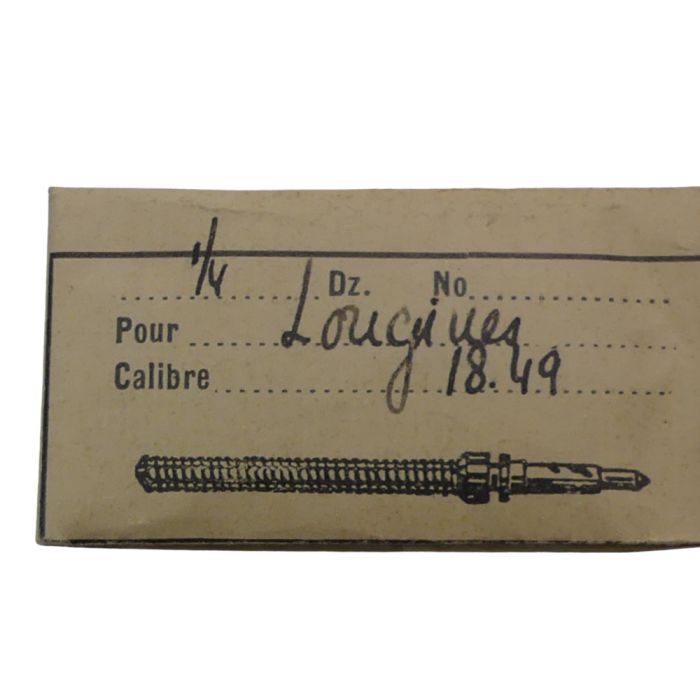 1/4 Dz. No
Pour Longines
Calibre 18.49